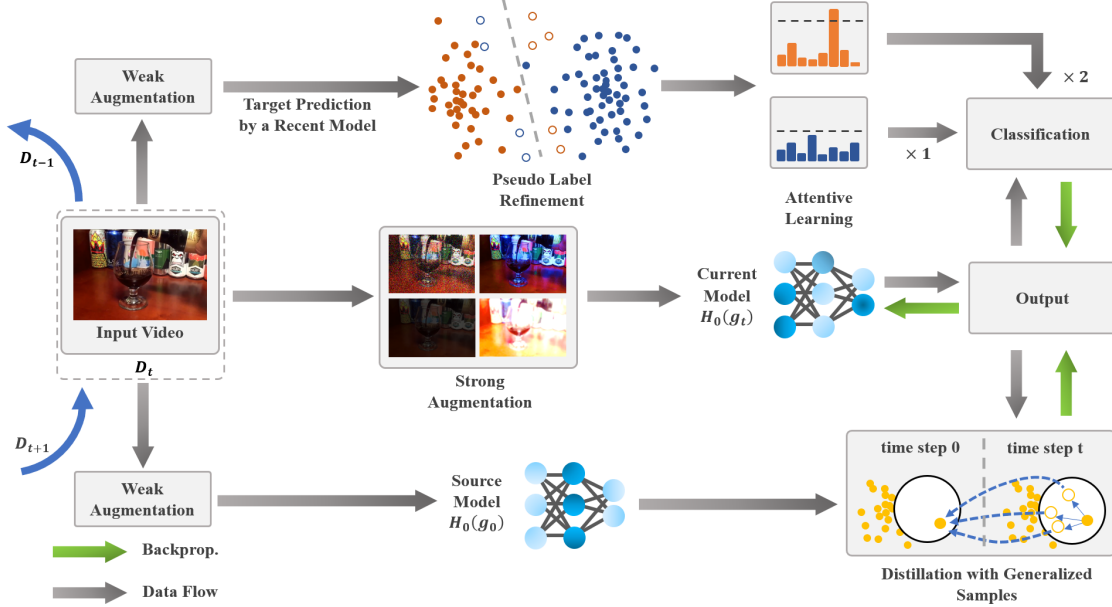 Weak
Augmentation
Target Prediction
by a Recent Model
Pseudo Label
Refinement
× 2
× 1
Attentive
Learning
Classification
D_{t−1}
Input Video
D_t
D_{t+1}
Strong
Augmentation
Current
Model
H_0(g_t)
Output
Weak
Augmentation
Source
Model
H_0(g_0)
time step 0
time step t
Distillation with Generalized
Samples
Backprop.
Data Flow